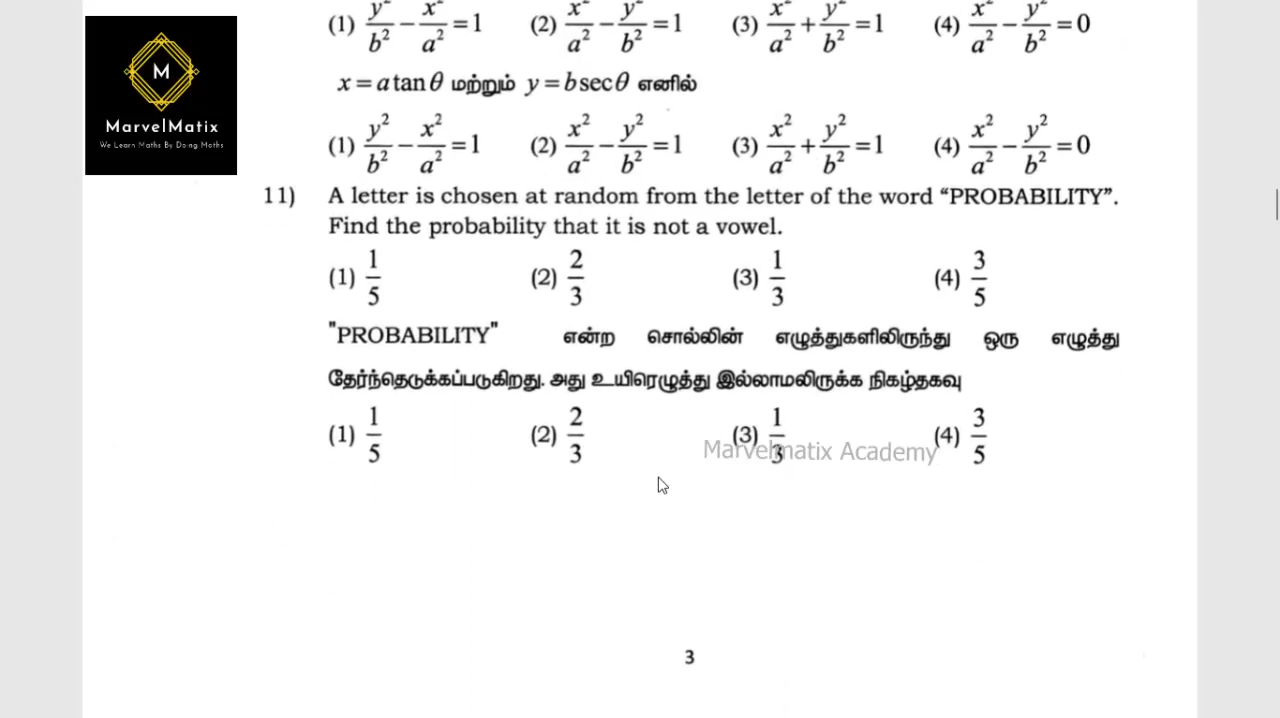 (1) y²/b² − x²/a² = 1 (2) x²/a² − y²/b² = 1 (3) x²/a² + y²/b² = 1 (4) x²/a² − y²/b² = 0
M
MarvelMatix
We Learn Maths By Doing Maths
x = a tan θ மற்றும் y = b sec θ எனில்
(1) y²/b² − x²/a² = 1 (2) x²/a² − y²/b² = 1 (3) x²/a² + y²/b² = 1 (4) x²/a² − y²/b² = 0
11) A letter is chosen at random from the letter of the word “PROBABILITY”.
Find the probability that it is not a vowel.
(1) 1/5 (2) 2/3 (3) 1/3 (4) 3/5
"PROBABILITY" என்ற சொல்லின் எழுத்துகளிலிருந்து ஒரு எழுத்து
தேர்ந்தெடுக்கப்படுகிறது. அது உயிரெழுத்து இல்லாமலிருக்க நிகழ்தகவு
(1) 1/5 (2) 2/3 (3) 1/3 (4) 3/5
Marvelmatix Academy
3